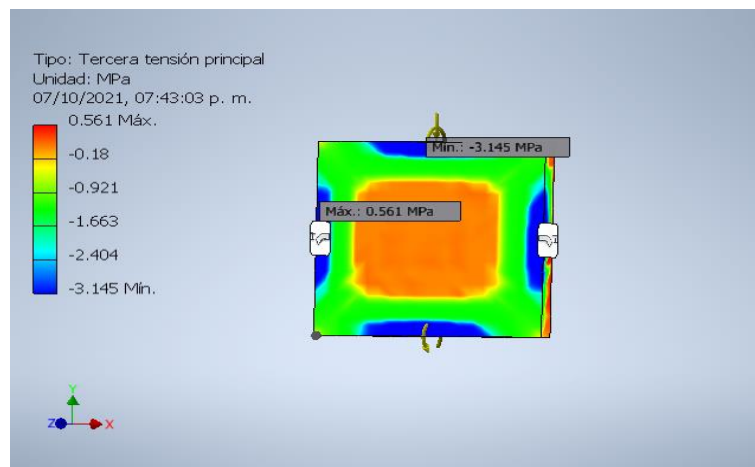 Tipo: Tercera tensión principal
Unidad: MPa
07/10/2021, 07:43:03 p. m.
0.561 Máx.
-0.18
-0.921
-1.663
-2.404
-3.145 Mín.
Mín.: -3.145 MPa
Máx.: 0.561 MPa
Y
Z
X